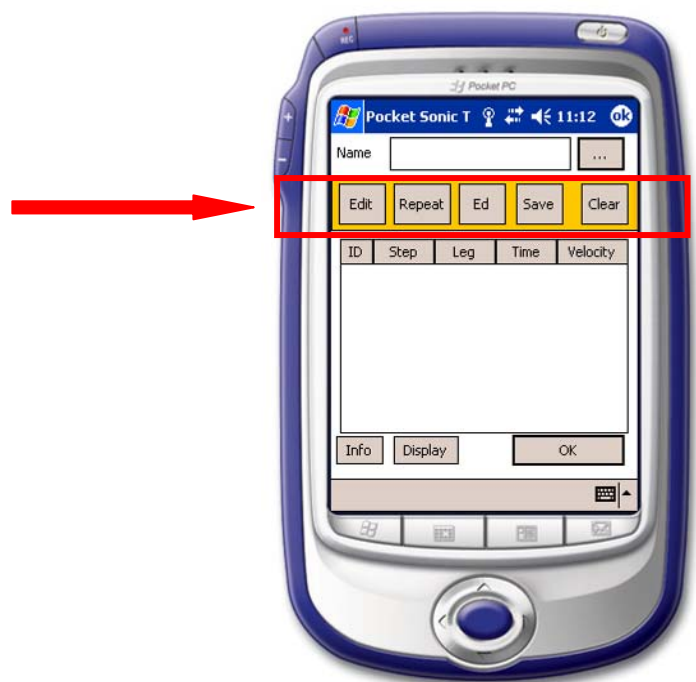 REC
Pocket PC
Pocket Sonic T 11:12 ok
Name ...
Edit Repeat Ed Save Clear
ID Step Leg Time Velocity
Info Display OK